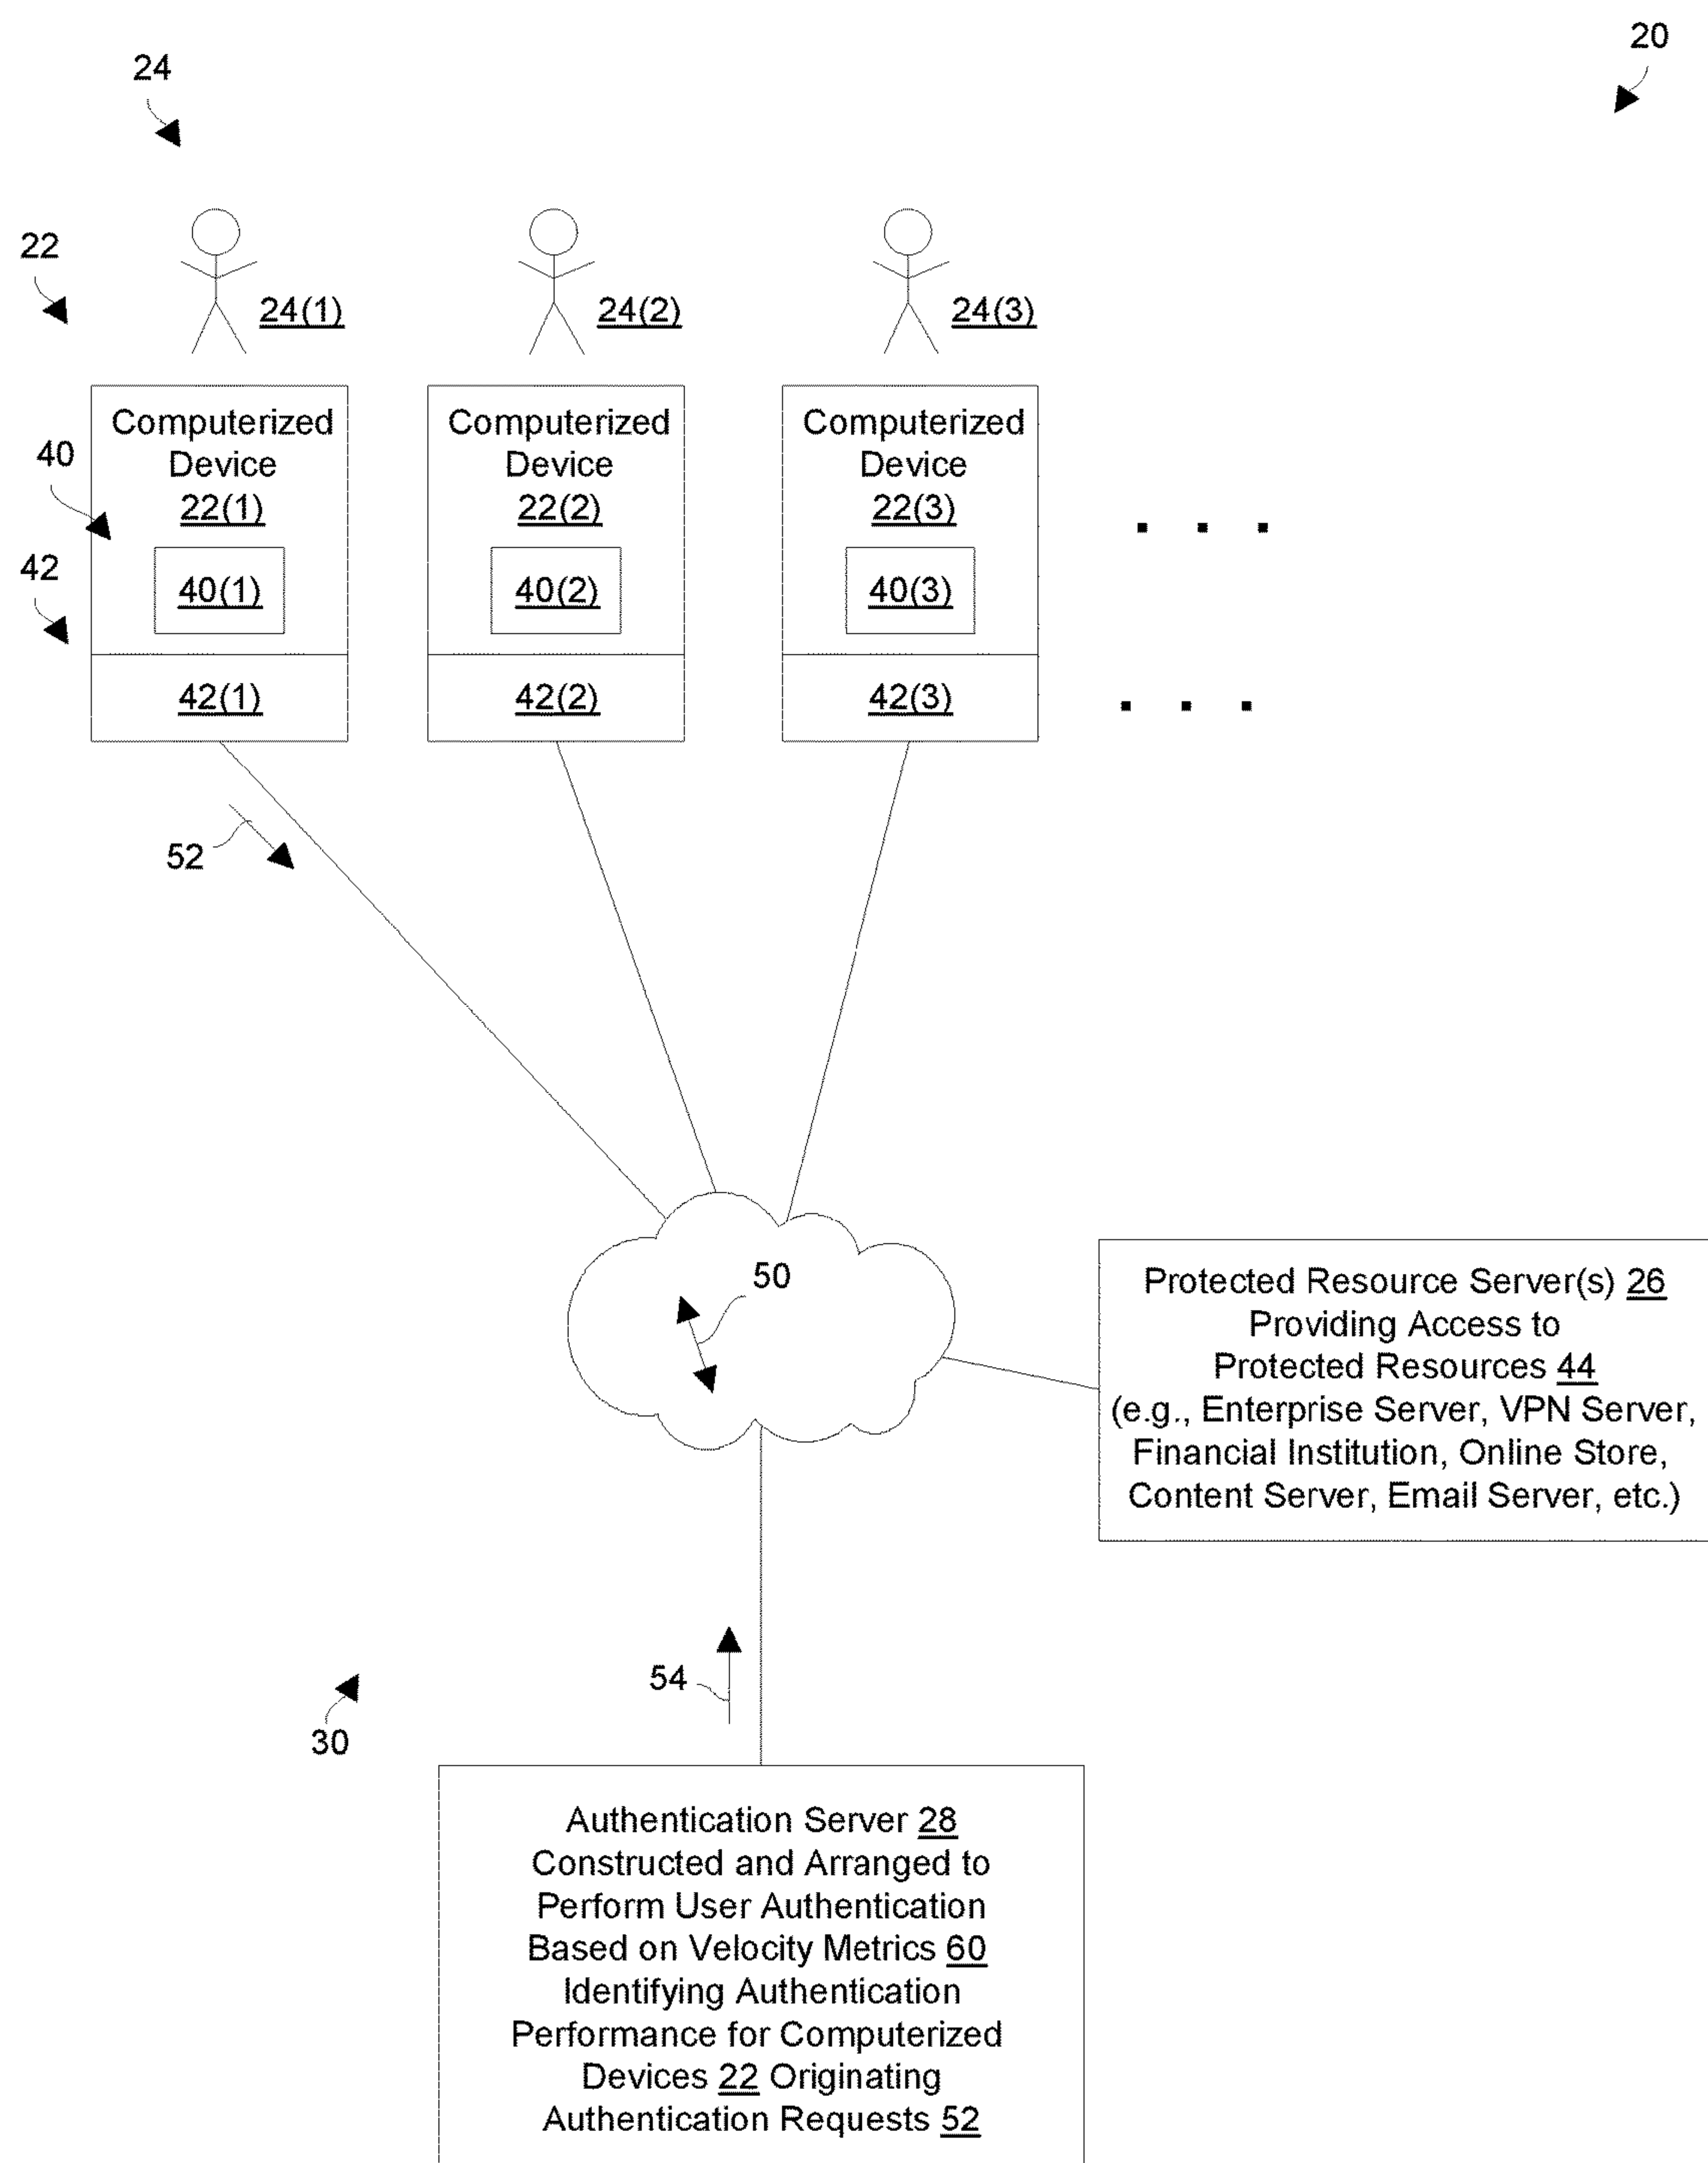 20
24
22
24(1) 24(2) 24(3)
Computerized
Device
22(1)
Computerized
Device
22(2)
Computerized
Device
22(3)
. . .
40
40(1) 40(2) 40(3)
42
42(1) 42(2) 42(3)
. . .
52
50
Protected Resource Server(s) 26
Providing Access to
Protected Resources 44
(e.g., Enterprise Server, VPN Server,
Financial Institution, Online Store,
Content Server, Email Server, etc.)
54
30
Authentication Server 28
Constructed and Arranged to
Perform User Authentication
Based on Velocity Metrics 60
Identifying Authentication
Performance for Computerized
Devices 22 Originating
Authentication Requests 52